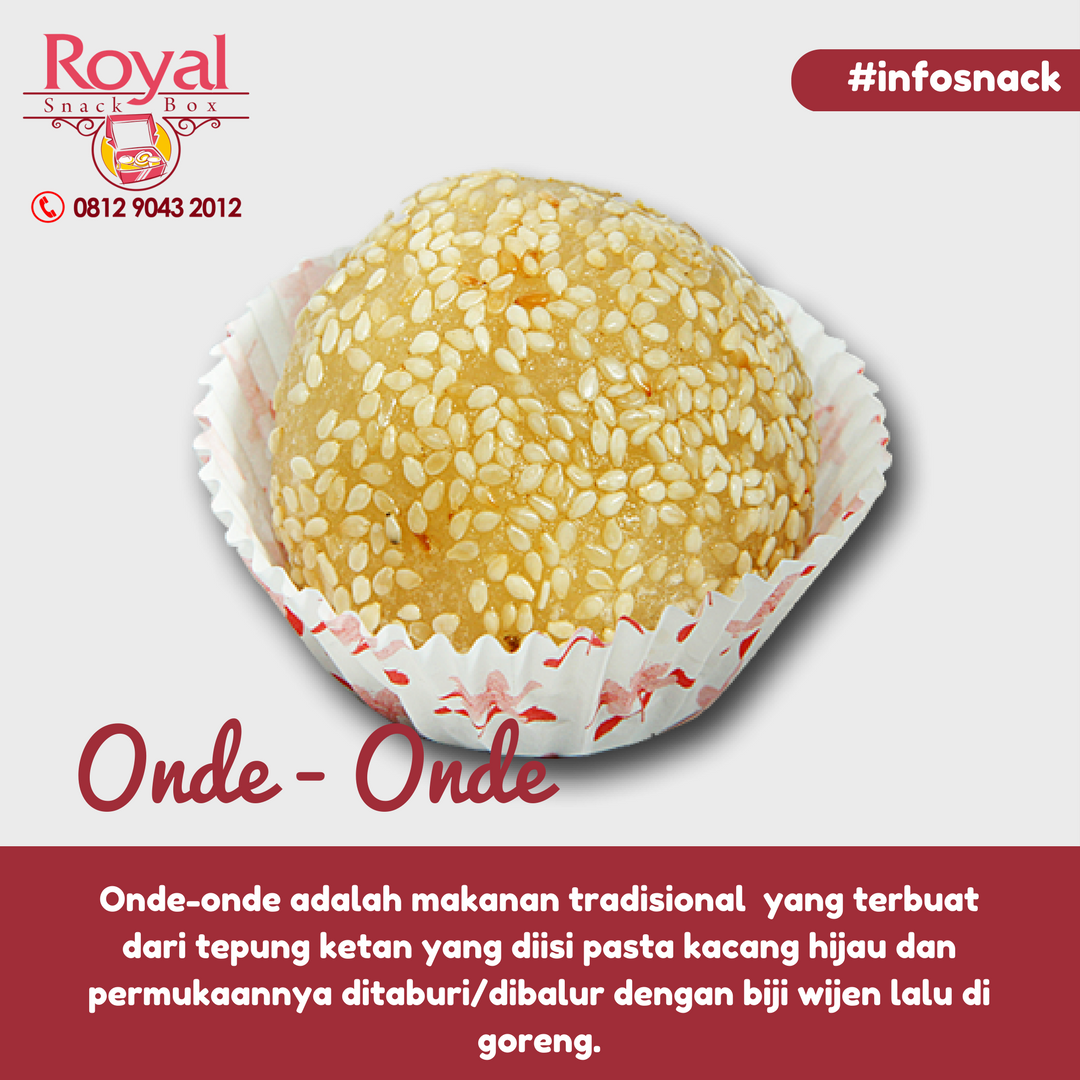 Royal
Snack Box
0812 9043 2012
#infosnack
Onde - Onde
Onde-onde adalah makanan tradisional  yang terbuat
dari tepung ketan yang diisi pasta kacang hijau dan
permukaannya ditaburi/dibalur dengan biji wijen lalu di
goreng.